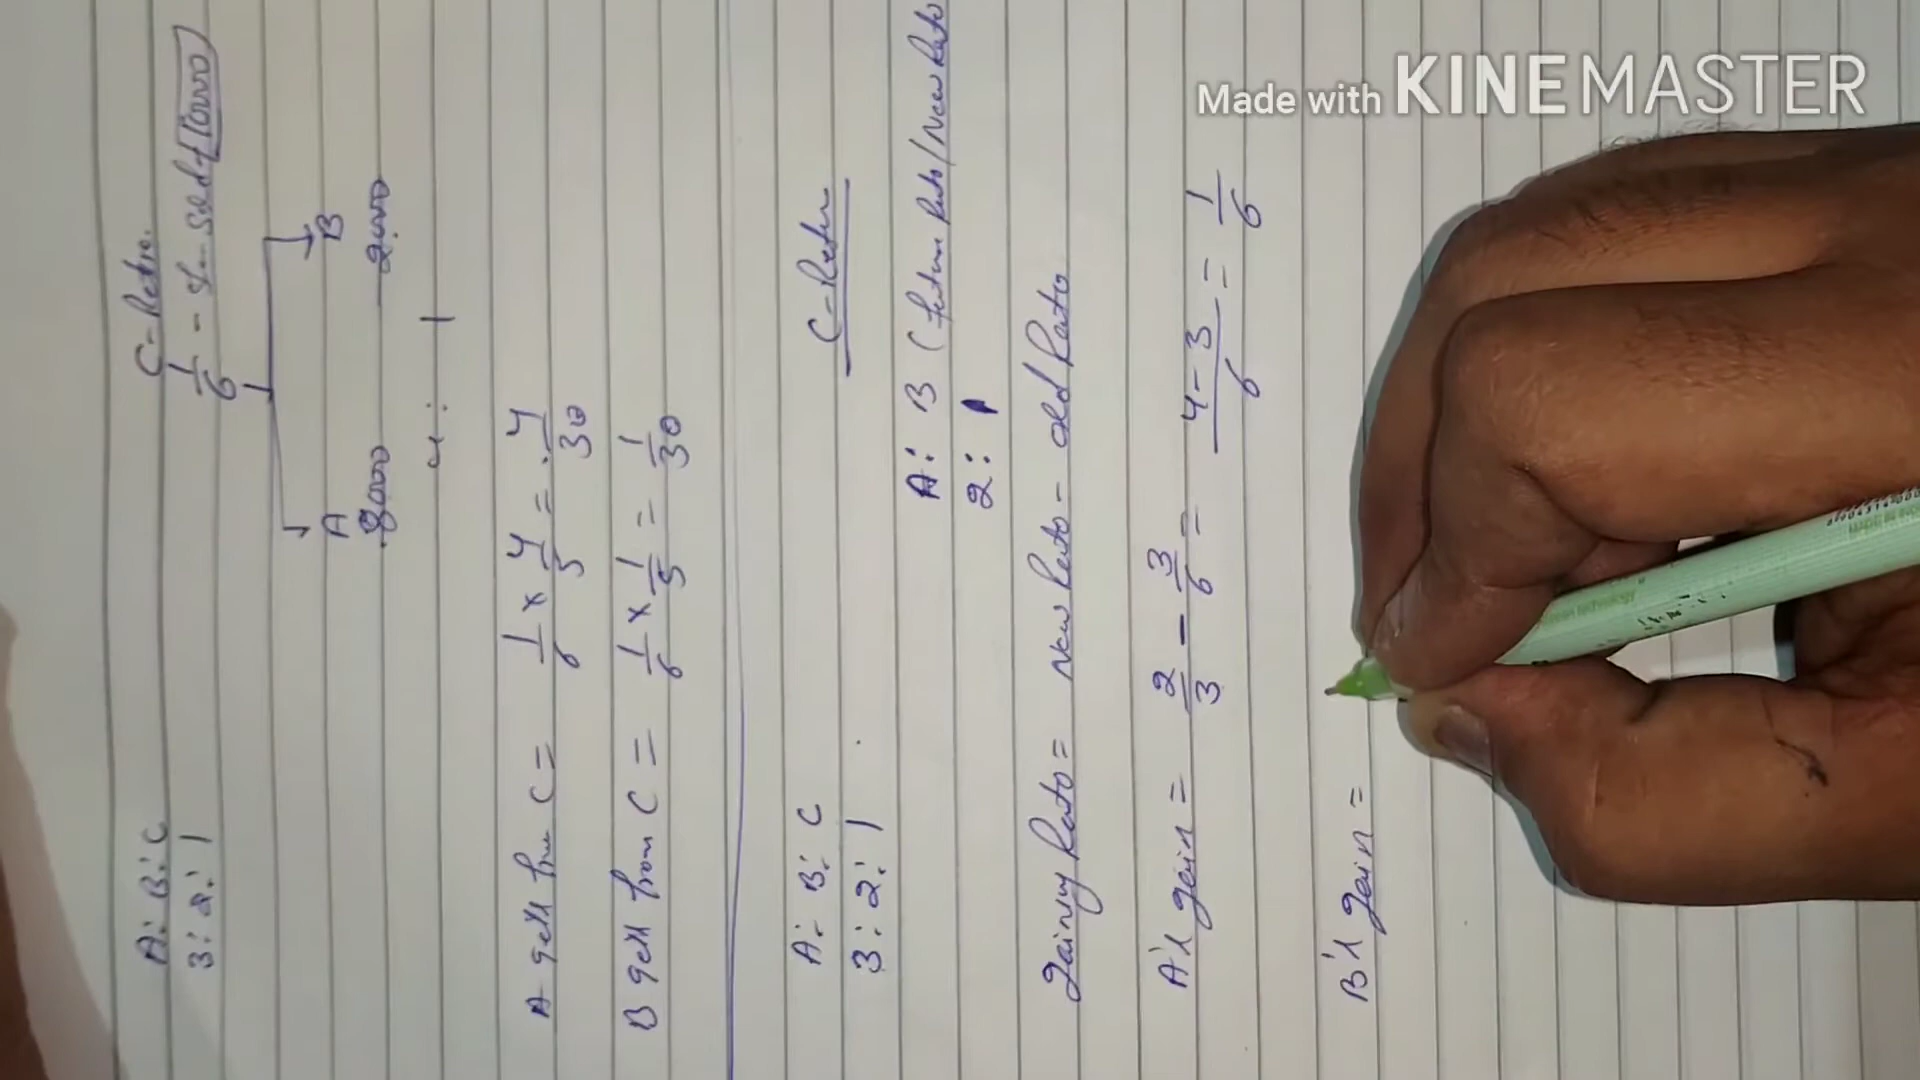 A: B: C
3: 2: 1
C-Retire.
1/6 - Share sold 10000
A B
8000 2000
4: 1
A gets from C = 1/6 x 4/5 = 4/30
B gets from C = 1/6 x 1/5 = 1/30
A: B: C
3: 2: 1
C-Retire
A: B (future Ratio/New Ratio
2: 1
Gaining Ratio = New Ratio - old Ratio
A's gain = 2/3 - 3/6 = 4-3/6 = 1/6
B's gain =
Made with KINEMASTER